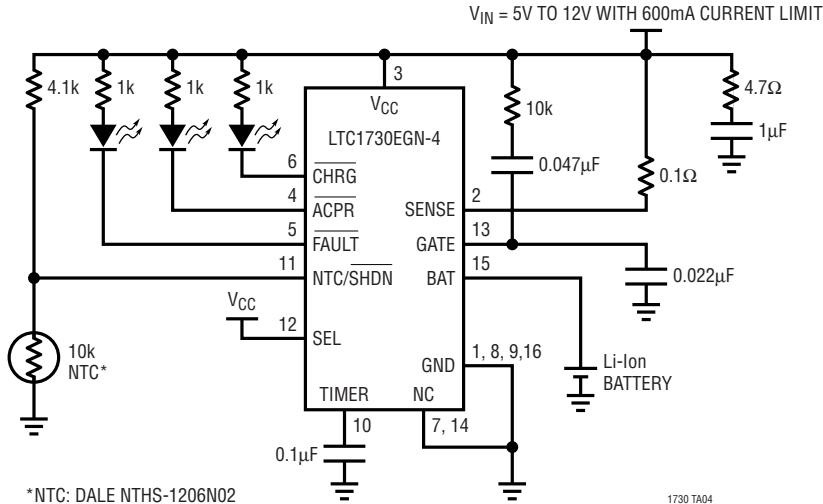 VIN = 5V TO 12V WITH 600mA CURRENT LIMIT
4.1k
1k
1k
1k
3
VCC
LTC1730EGN-4
10k
4.7Ω
1µF
0.047µF
0.1Ω
6
CHRG
4
ACPR
SENSE
2
5
FAULT
GATE
13
11
NTC/SHDN
BAT
15
0.022µF
VCC
12
SEL
10k
NTC*
GND
1, 8, 9,16
Li-Ion
BATTERY
TIMER
NC
10
7, 14
0.1µF
*NTC: DALE NTHS-1206N02
1730 TA04